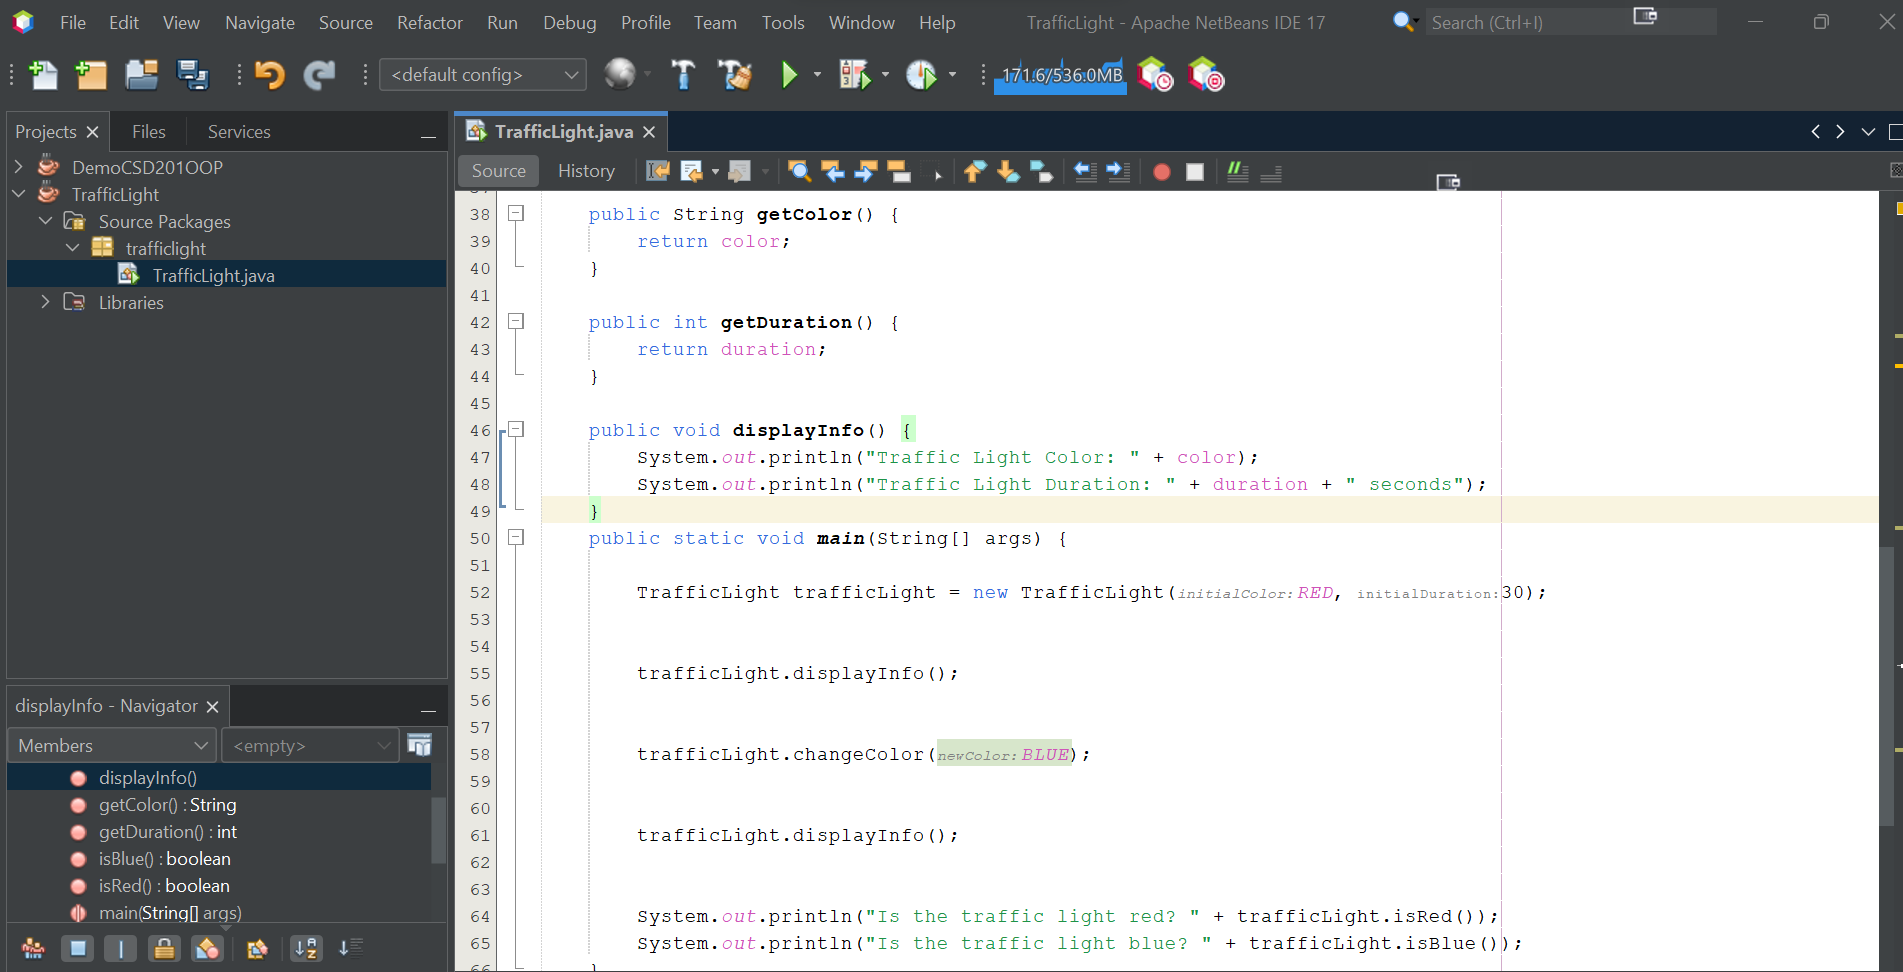 File Edit View Navigate Source Refactor Run Debug Profile Team Tools Window Help TrafficLight - Apache NetBeans IDE 17 Search (Ctrl+I)
<default config> 171.6/536.0MB
Projects Files Services
DemoCSD201OOP
TrafficLight
Source Packages
trafficlight
TrafficLight.java
Libraries
displayInfo - Navigator
Members <empty>
displayInfo()
getColor() : String
getDuration() : int
isBlue() : boolean
isRed() : boolean
main(String[] args)
TrafficLight.java
Source History
38 public String getColor() {
39 return color;
40 }
41
42 public int getDuration() {
43 return duration;
44 }
45
46 public void displayInfo() {
47 System.out.println("Traffic Light Color: " + color);
48 System.out.println("Traffic Light Duration: " + duration + " seconds");
49 }
50 public static void main(String[] args) {
51
52 TrafficLight trafficLight = new TrafficLight(initialColor: RED, initialDuration: 30);
53
54
55 trafficLight.displayInfo();
56
57
58 trafficLight.changeColor(newColor: BLUE);
59
60
61 trafficLight.displayInfo();
62
63
64 System.out.println("Is the traffic light red? " + trafficLight.isRed());
65 System.out.println("Is the traffic light blue? " + trafficLight.isBlue());
66 }